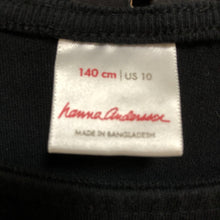 140 cm | US 10
hanna Andersson
MADE IN BANGLADESH